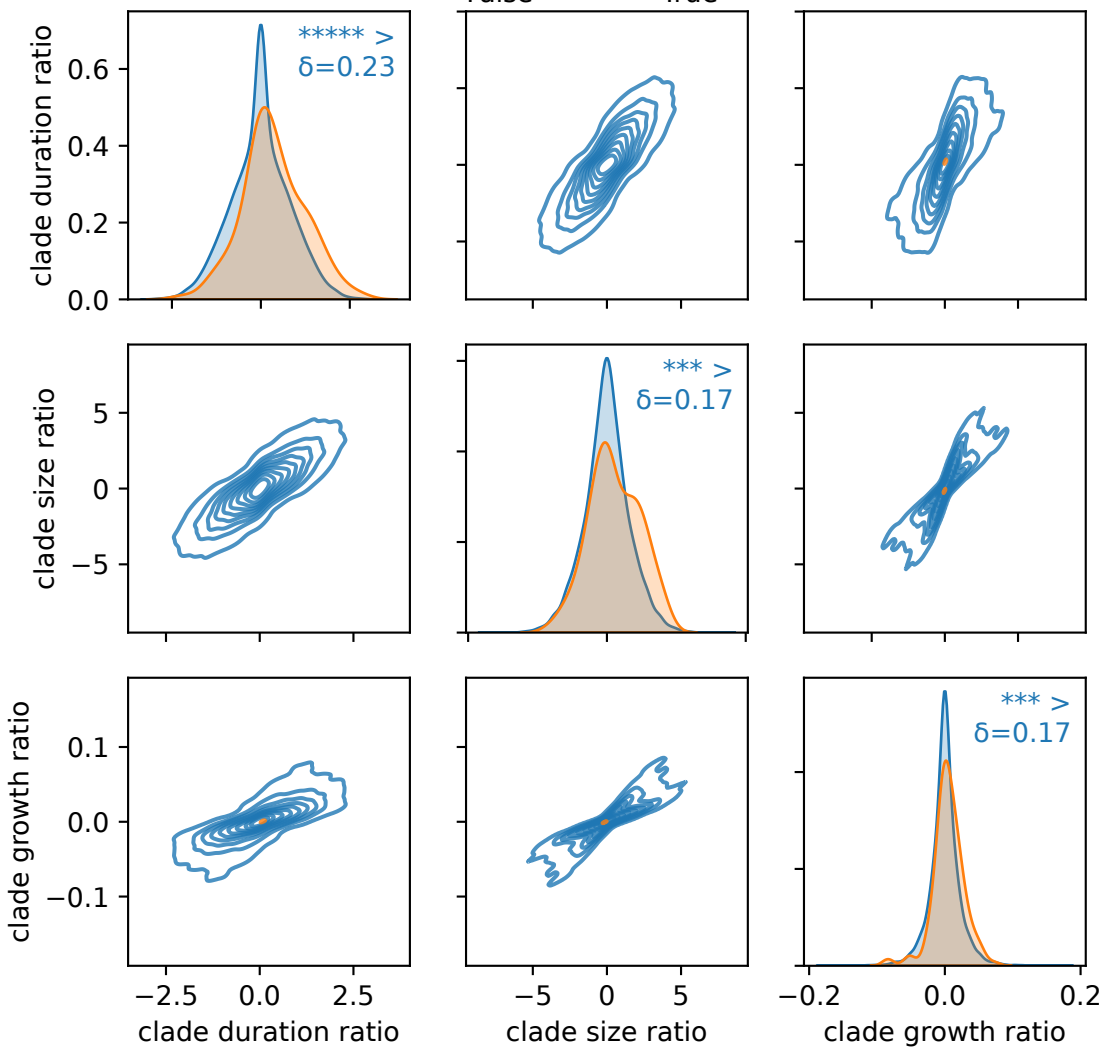 True
clade duration ratio
0.6
0.4
0.2
0.0
***** >
δ=0.23
clade size ratio
5
0
−5
*** >
δ=0.17
clade growth ratio
0.1
0.0
−0.1
*** >
δ=0.17
−2.5 0.0 2.5
−5 0 5
−0.2 0.0 0.2
clade duration ratio
clade size ratio
clade growth ratio